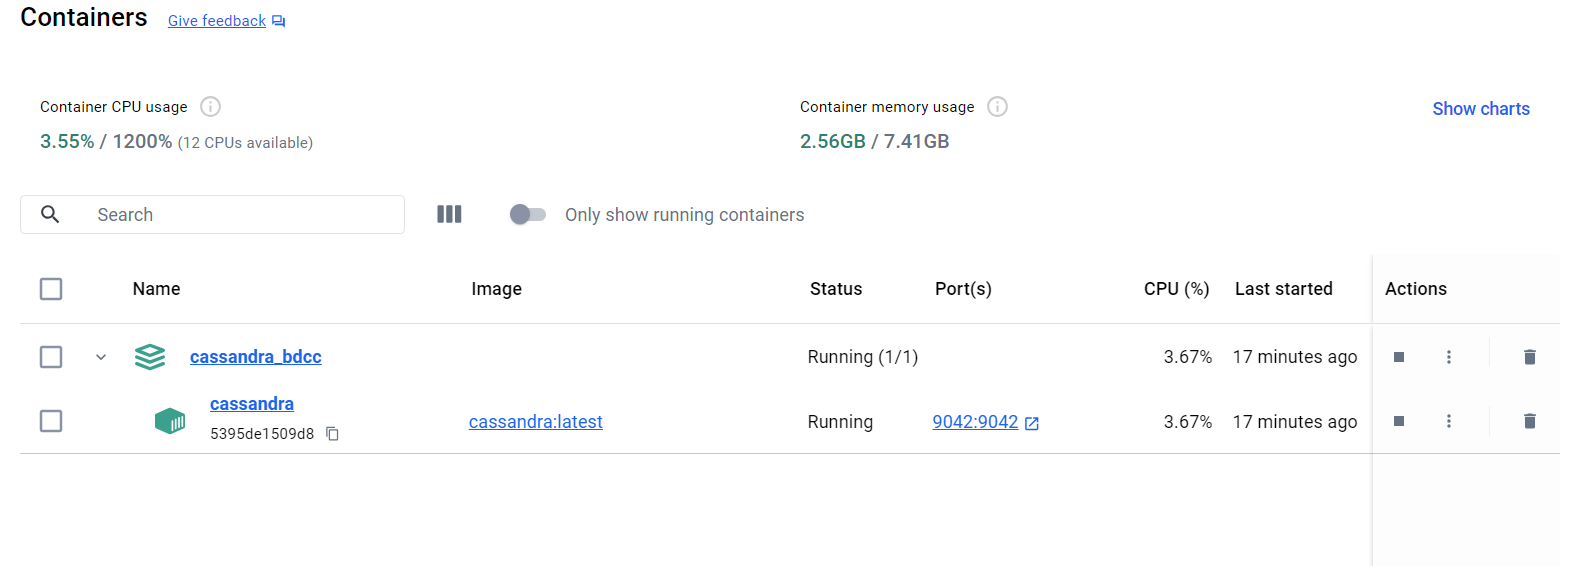 Containers Give feedback
Container CPU usage
3.55% / 1200% (12 CPUs available)
Container memory usage
2.56GB / 7.41GB
Show charts
Search
Only show running containers
Name Image Status Port(s) CPU (%) Last started Actions
cassandra_bdcc Running (1/1) 3.67% 17 minutes ago
cassandra
5395de1509d8
cassandra:latest Running 9042:9042 3.67% 17 minutes ago